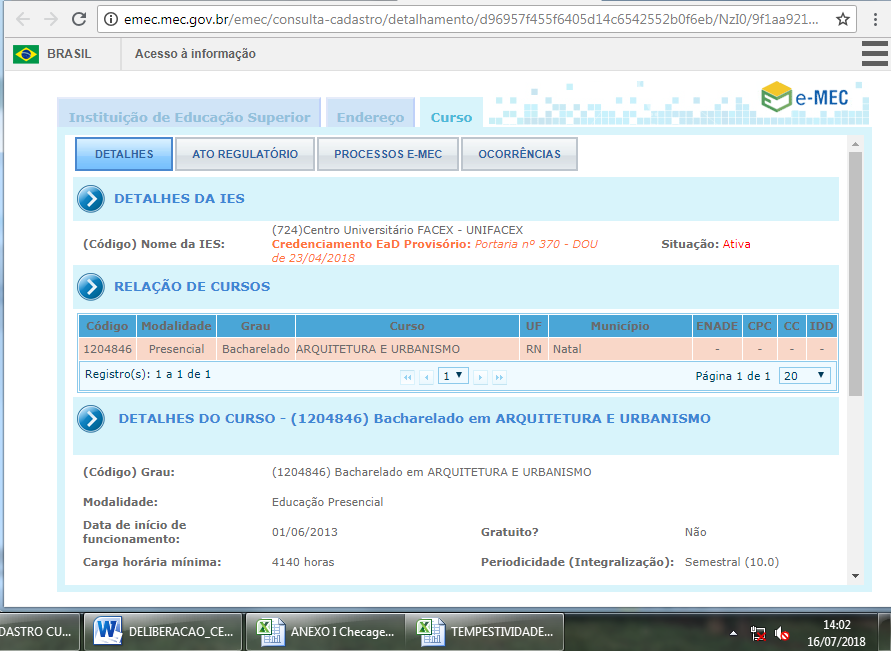 emec.mec.gov.br/emec/consulta-cadastro/detalhamento/d96957f455f6405d14c6542552b0f6eb/NzI0/9f1aa921...
BRASIL Acesso à informação
Instituição de Educação Superior Endereço Curso e-MEC
DETALHES ATO REGULATÓRIO PROCESSOS E-MEC OCORRÊNCIAS
DETALHES DA IES
(724)Centro Universitário FACEX - UNIFACEX
(Código) Nome da IES: Credenciamento EaD Provisório: Portaria nº 370 - DOU Situação: Ativa
de 23/04/2018
RELAÇÃO DE CURSOS
Código Modalidade Grau Curso UF Município ENADE CPC CC IDD
1204846 Presencial Bacharelado ARQUITETURA E URBANISMO RN Natal - - - -
Registro(s): 1 a 1 de 1 1 Página 1 de 1 20
DETALHES DO CURSO - (1204846) Bacharelado em ARQUITETURA E URBANISMO
(Código) Grau: (1204846) Bacharelado em ARQUITETURA E URBANISMO
Modalidade: Educação Presencial
Data de início de
funcionamento: 01/06/2013 Gratuito? Não
Carga horária mínima: 4140 horas Periodicidade (Integralização): Semestral (10.0)
DASTRO CU... DELIBERACAO_CE... ANEXO I Checage... TEMPESTIVIDADE... 14:02
16/07/2018